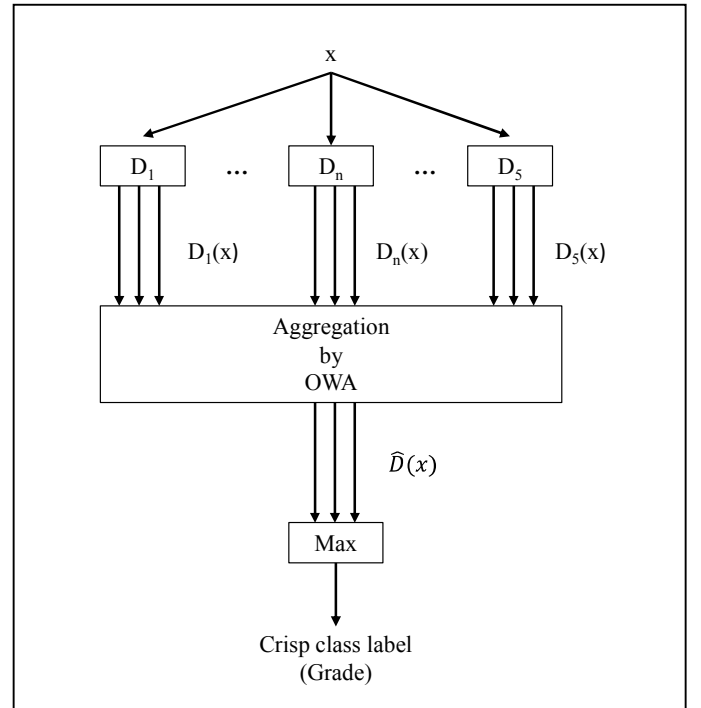 x
D₁ ... Dₙ ... D₅
D₁(x) Dₙ(x) D₅(x)
Aggregation
by
OWA
D̂(x)
Max
Crisp class label
(Grade)